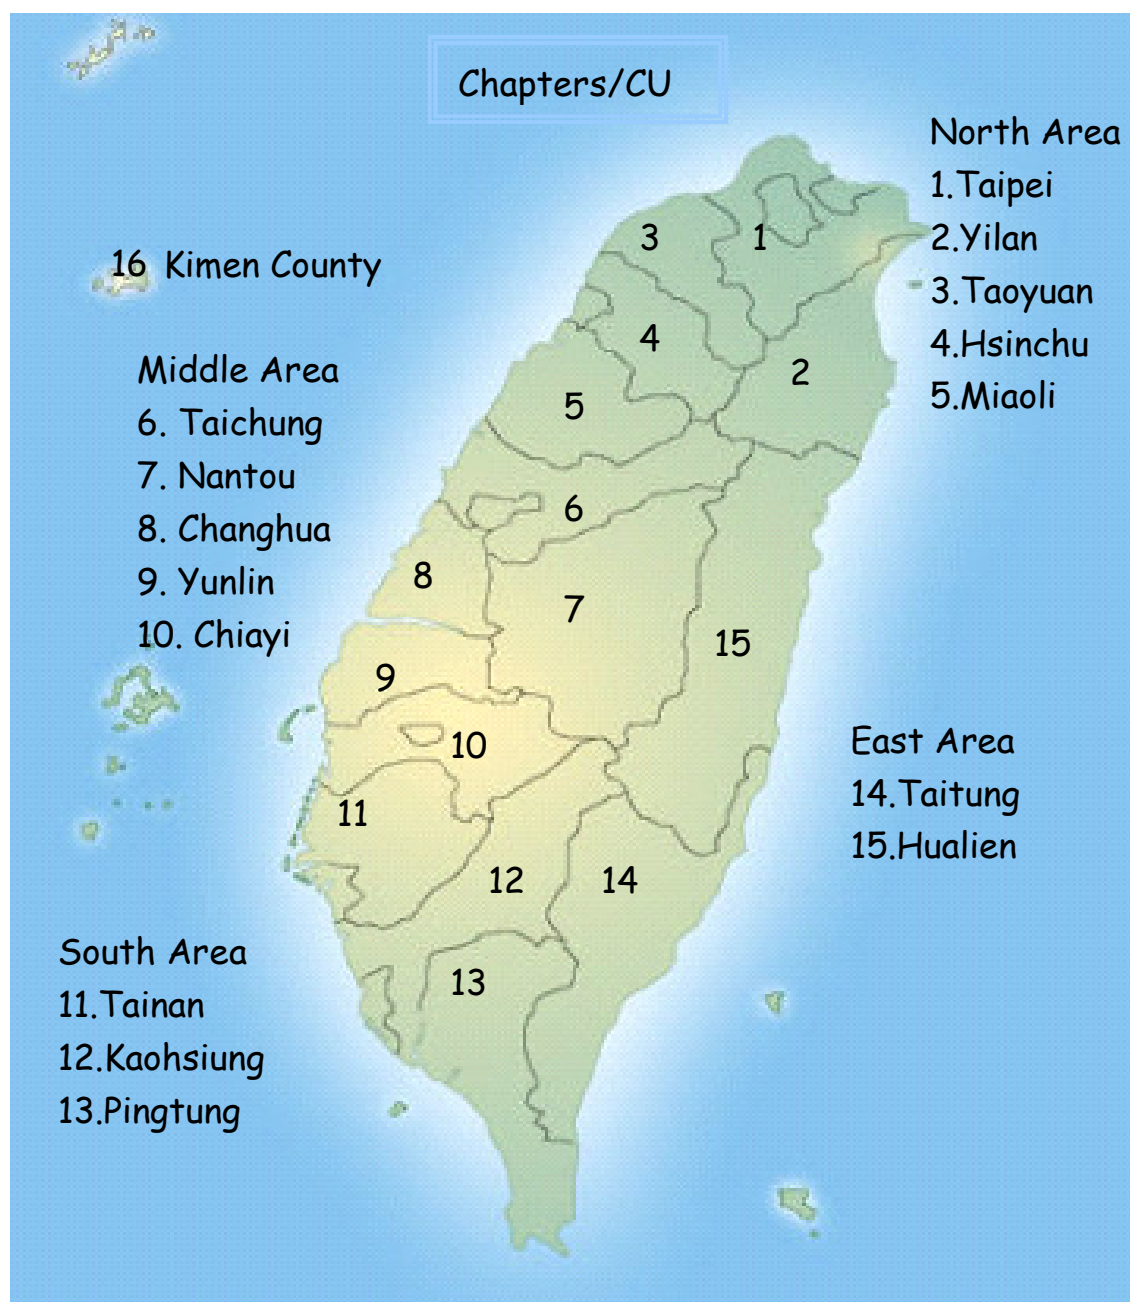 Chapters/CU
North Area
1.Taipei
2.Yilan
3.Taoyuan
4.Hsinchu
5.Miaoli
16 Kimen County
Middle Area
6. Taichung
7. Nantou
8. Changhua
9. Yunlin
10. Chiayi
East Area
14.Taitung
15.Hualien
South Area
11.Tainan
12.Kaohsiung
13.Pingtung
3
1
4
2
5
6
8
7
15
9
10
11
12
14
13